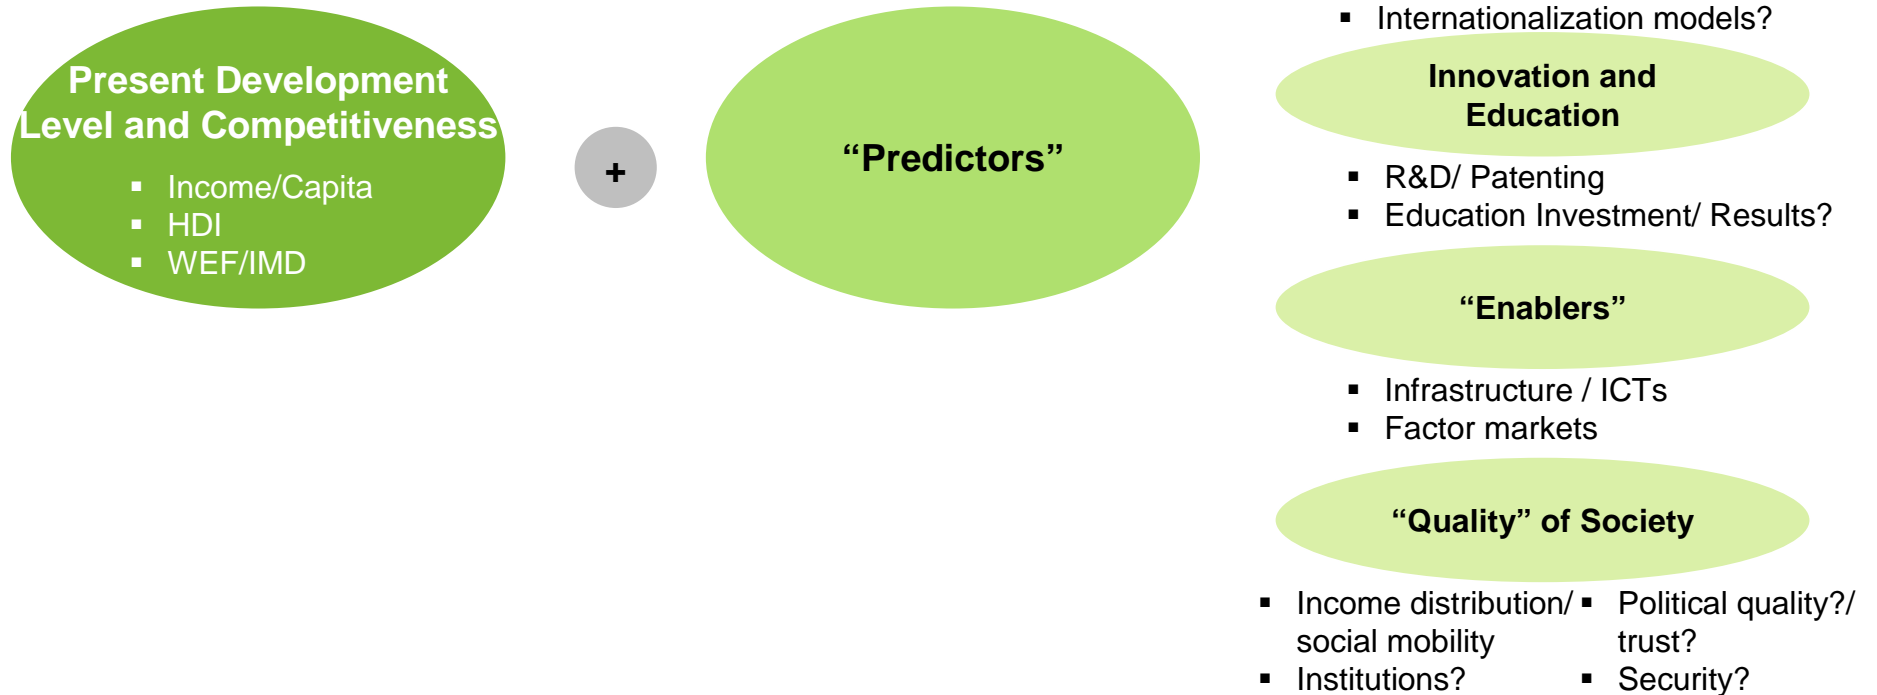 Present Development
Level and Competitiveness
▪ Income/Capita
▪ HDI
▪ WEF/IMD
+
“Predictors”
▪ Internationalization models?
Innovation and
Education
▪ R&D/ Patenting
▪ Education Investment/ Results?
“Enablers”
▪ Infrastructure / ICTs
▪ Factor markets
“Quality” of Society
▪ Income distribution/
social mobility
▪ Institutions?
▪ Political quality?/
trust?
▪ Security?